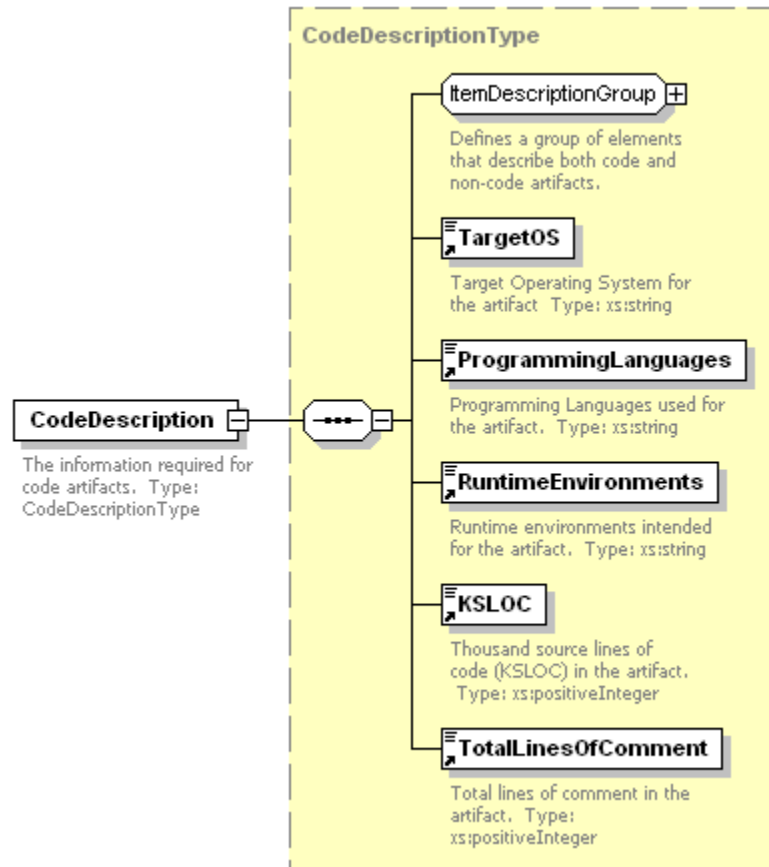 CodeDescriptionType
ItemDescriptionGroup
Defines a group of elements
that describe both code and
non-code artifacts.
TargetOS
Target Operating System for
the artifact Type: xs:string
ProgrammingLanguages
Programming Languages used for
the artifact. Type: xs:string
CodeDescription
The information required for
code artifacts. Type:
CodeDescriptionType
RuntimeEnvironments
Runtime environments intended
for the artifact. Type: xs:string
KSLOC
Thousand source lines of
code (KSLOC) in the artifact.
Type: xs:positiveInteger
TotalLinesOfComment
Total lines of comment in the
artifact. Type:
xs:positiveInteger